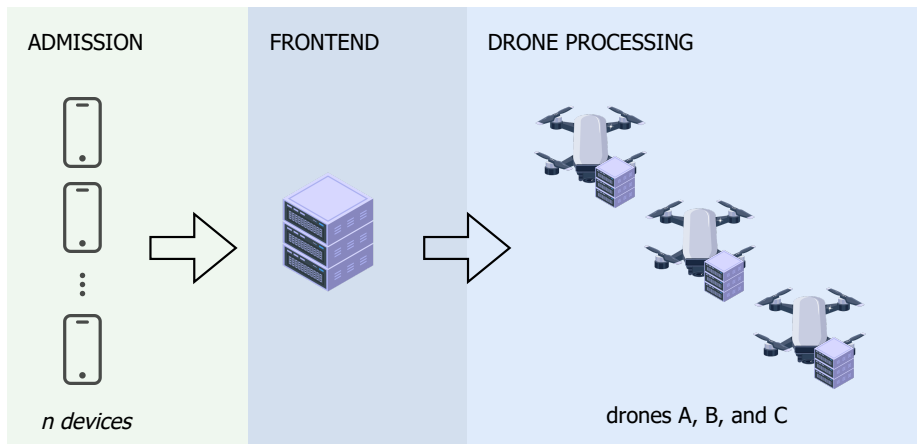 ADMISSION
FRONTEND
DRONE PROCESSING
n devices
drones A, B, and C